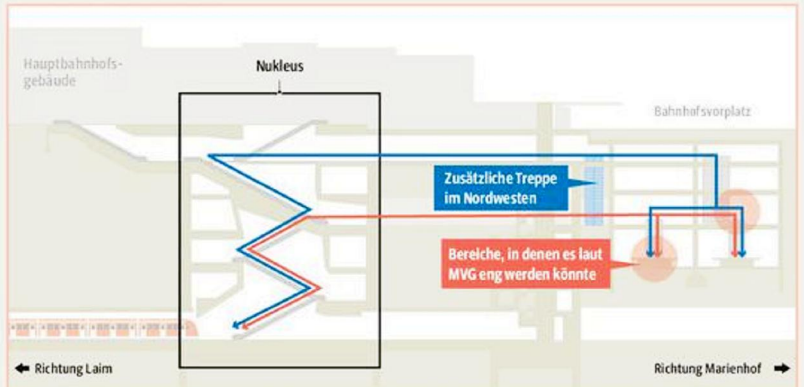 Hauptbahnhofs-
gebäude
Nukleus
Bahnhofsvorplatz
Zusätzliche Treppe
im Nordwesten
Bereiche, in denen es laut
MVG eng werden könnte
← Richtung Laim
Richtung Marienhof →